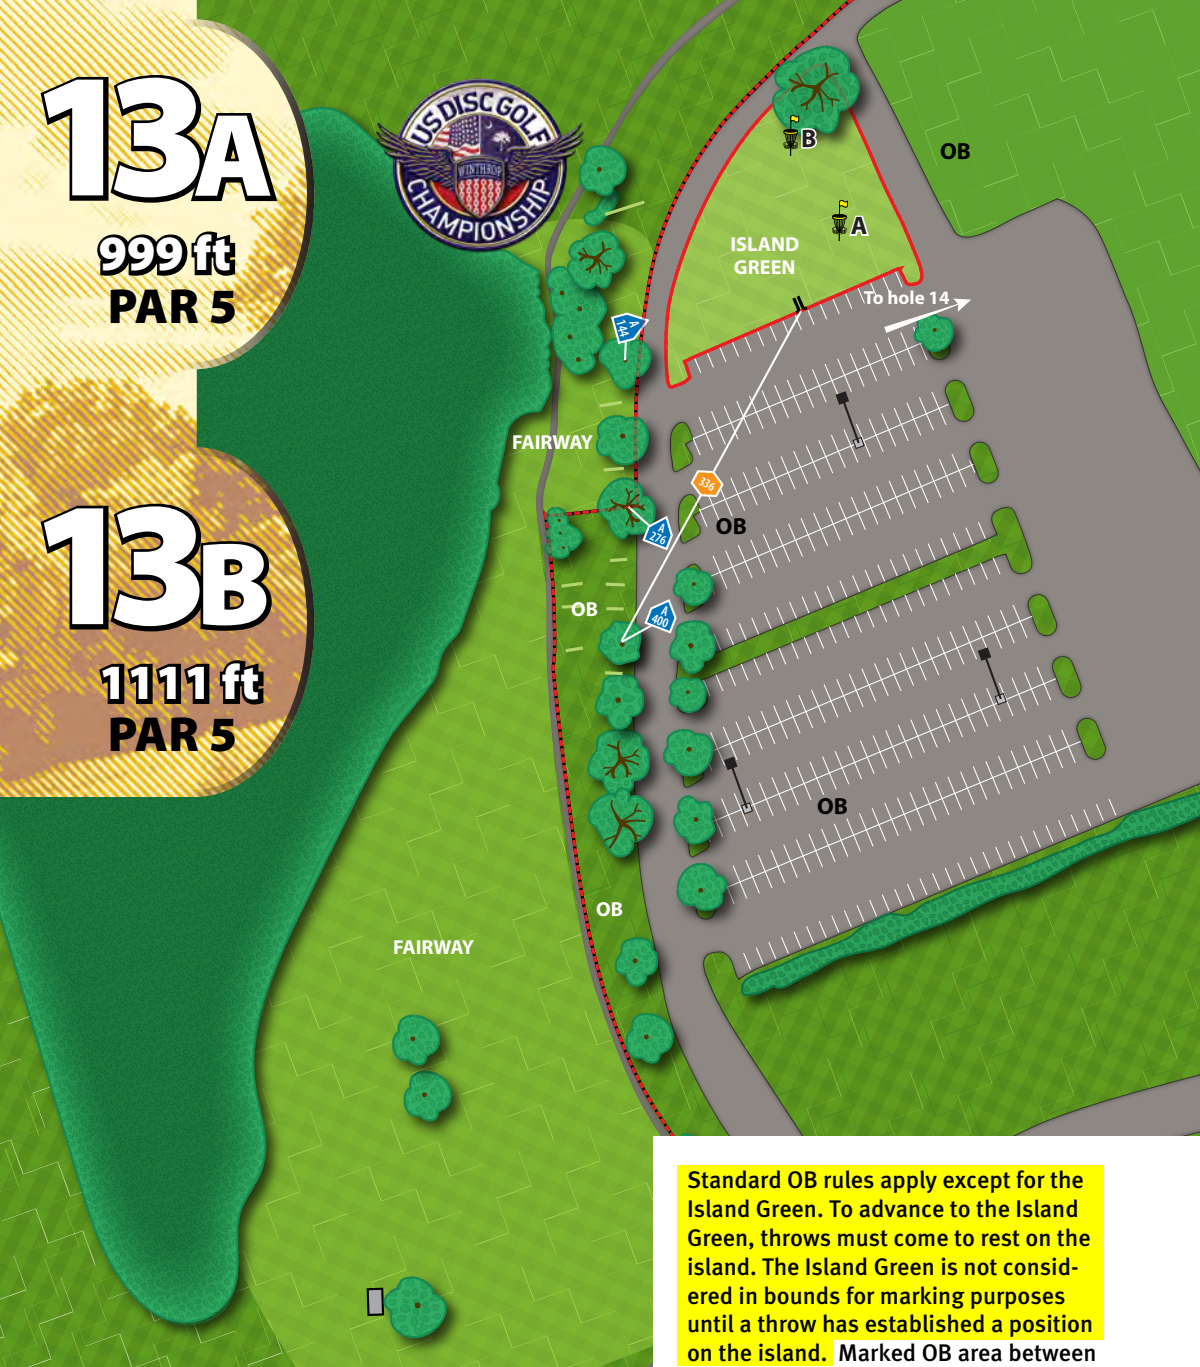 13A
999 ft
PAR 5
13B
1111 ft
PAR 5
US DISC GOLF
WINTHROP
CHAMPIONSHIP
B
OB
A
ISLAND
GREEN
To hole 14
A
144
FAIRWAY
336
A
276
OB
A
400
OB
OB
OB
FAIRWAY
Standard OB rules apply except for the
Island Green. To advance to the Island
Green, throws must come to rest on the
island. The Island Green is not consid-
ered in bounds for marking purposes
until a throw has established a position
on the island. Marked OB area between